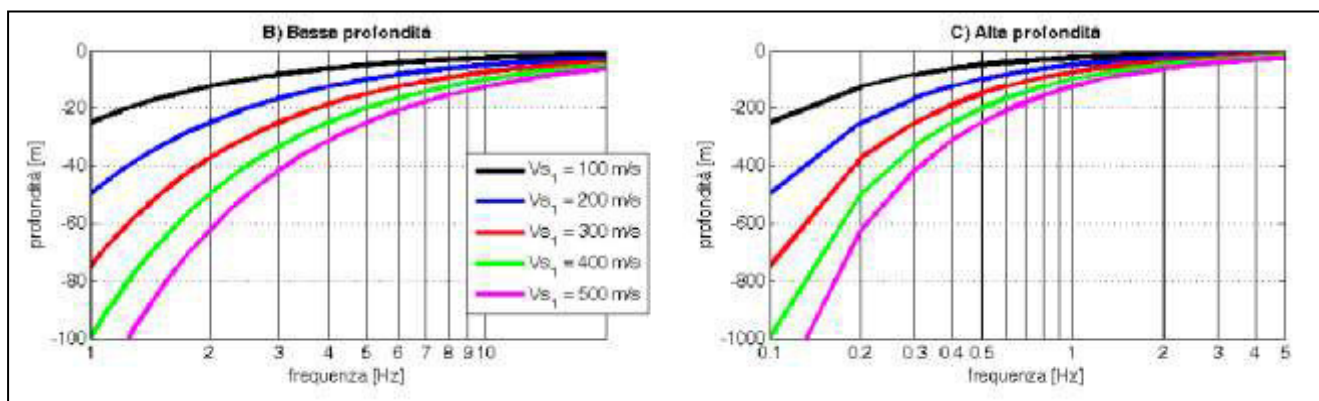 B) Bassa profondità
0
-20
-40
-60
-80
-100
profondità [m]
1 2 3 4 5 6 7 8 9 10
frequenza [Hz]
Vs1 = 100 m/s
Vs1 = 200 m/s
Vs1 = 300 m/s
Vs1 = 400 m/s
Vs1 = 500 m/s
C) Alta profondità
0
-200
-400
-600
-800
-1000
profondità [m]
0.1 0.2 0.3 0.4 0.5 1 2 3 4 5
frequenza [Hz]